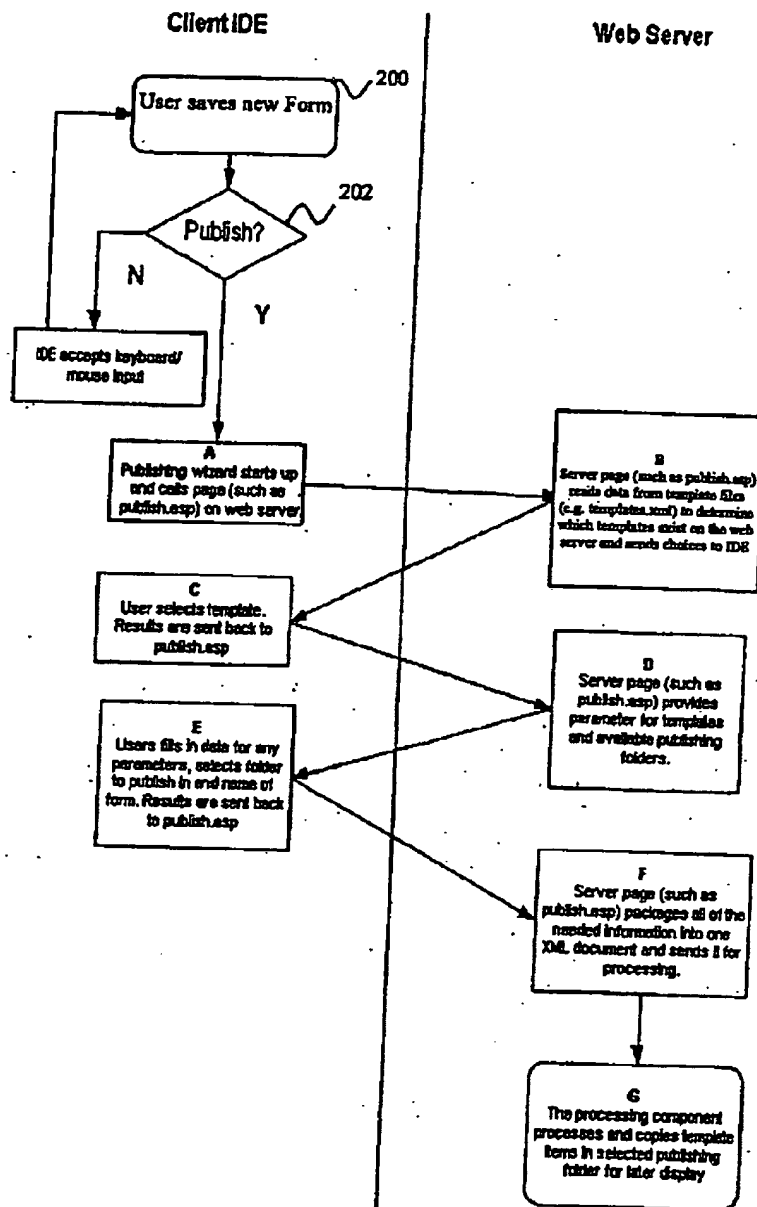 Client IDE
Web Server
200
User saves new Form
202
Publish?
N
Y
IDE accepts keyboard/
mouse input
A
Publishing wizard starts up
and calls page (such as
publish.asp) on web server
B
Server page (such as publish.asp)
reads data from template files
(e.g. templates.xml) to determine
which templates exist on the web
server and sends choices to IDE
C
User selects template.
Results are sent back to
publish.asp
D
Server page (such as
publish.asp) provides
parameter for templates
and available publishing
folders.
E
Users fills in data for any
parameters, selects folder
to publish in and name of
form. Results are sent back
to publish.asp
F
Server page (such as
publish.asp) packages all of the
needed information into one
XML document and sends it for
processing.
G
The processing component
processes and copies template
items in selected publishing
folder for later display